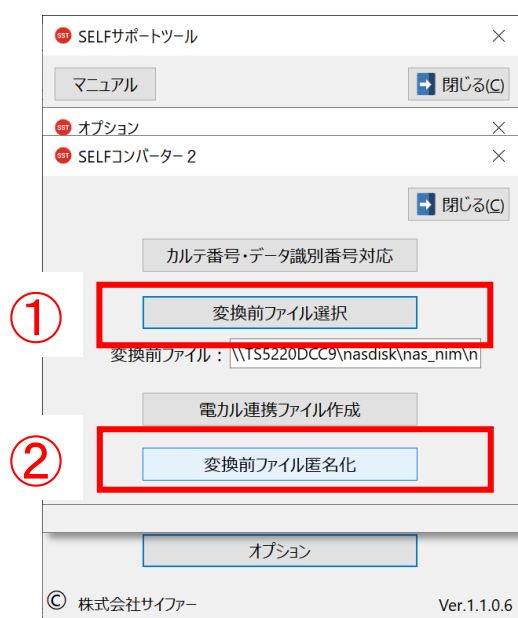 SST SELFサポートツール ×
マニュアル 閉じる(C)
SST オプション ×
SST SELFコンバーター2 ×
閉じる(C)
カルテ番号・データ識別番号対応
① 変換前ファイル選択
変換前ファイル： \\TS5220DCC9\nasdisk\nas_nim\n
電カル連携ファイル作成
② 変換前ファイル匿名化
オプション
© 株式会社サイファー Ver.1.1.0.6